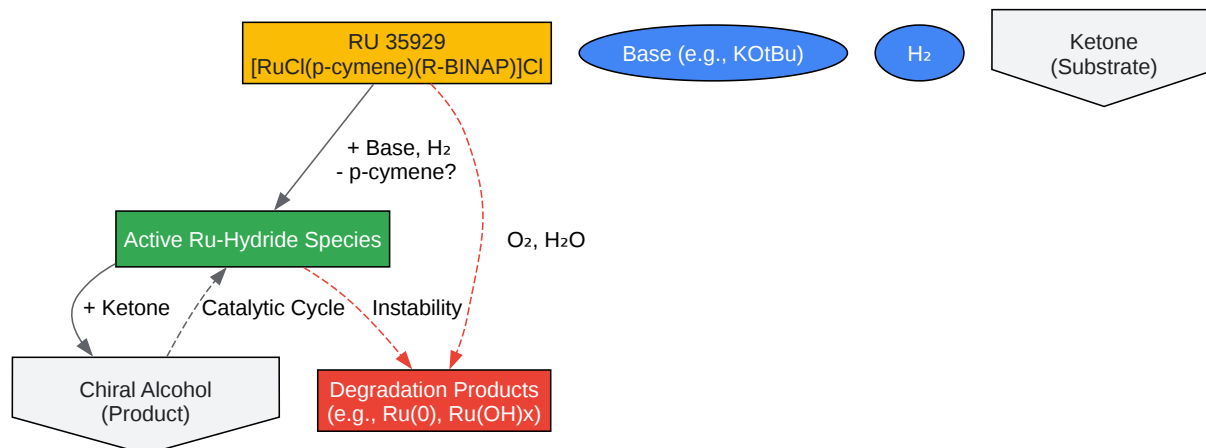 RU 35929
[RuCl(p-cymene)(R-BINAP)]Cl
Base (e.g., KOtBu)
H₂
Ketone
(Substrate)
+ Base, H₂
- p-cymene?
Active Ru-Hydride Species
O₂, H₂O
+ Ketone
Catalytic Cycle
Instability
Chiral Alcohol
(Product)
Degradation Products
(e.g., Ru(0), Ru(OH)x)